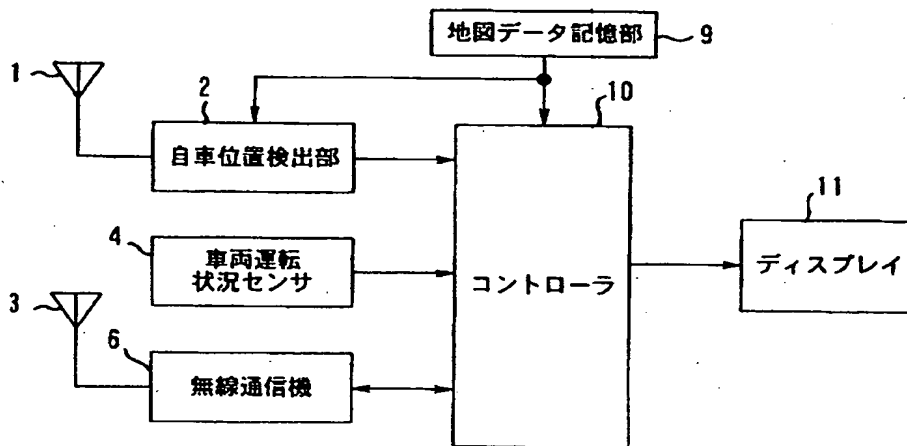 地図データ記憶部
9
1
2
10
自車位置検出部
11
4
車両運転
状況センサ
コントローラ
ディスプレイ
3
6
無線通信機